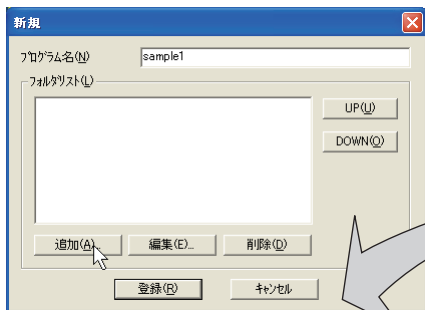 新規
プログラム名(N) sample1
フォルダリスト(L)
UP(U)
DOWN(O)
追加(A)... 編集(E)... 削除(D)
登録(R) キャンセル